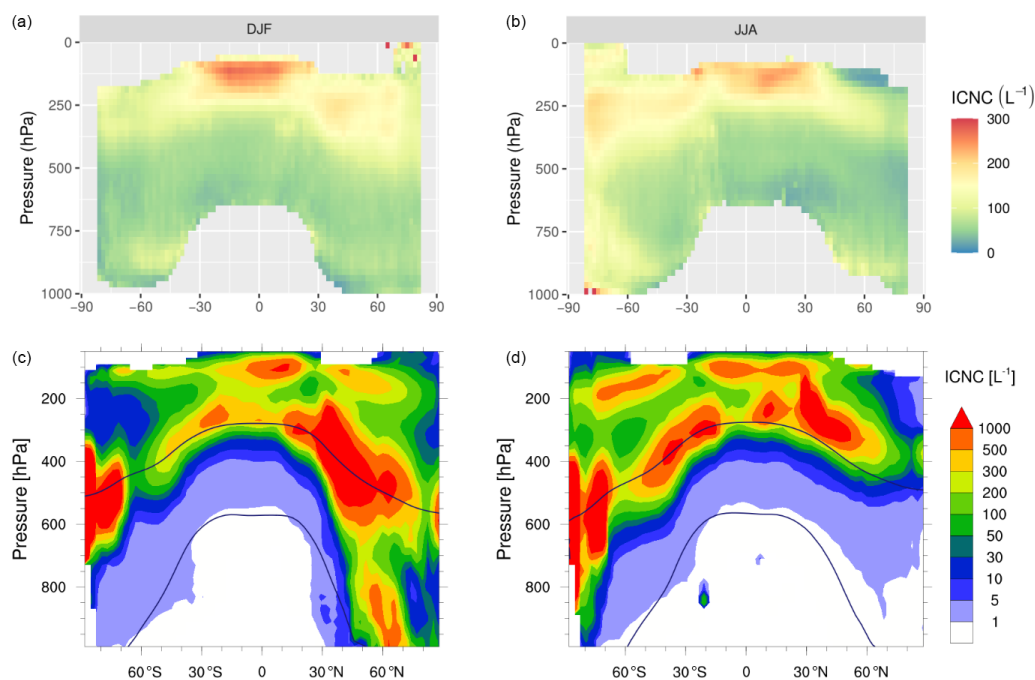 (a)
DJF
(b)
JJA
Pressure (hPa)
0
250
500
750
1000
−90
−60
−30
0
30
60
90
Pressure (hPa)
0
250
500
750
1000
−90
−60
−30
0
30
60
90
ICNC (L⁻¹)
300
200
100
0
(c)
Pressure [hPa]
200
400
600
800
60°S
30°S
0
30°N
60°N
(d)
Pressure [hPa]
200
400
600
800
60°S
30°S
0
30°N
60°N
ICNC [L⁻¹]
1000
500
300
200
100
30
10
5
1